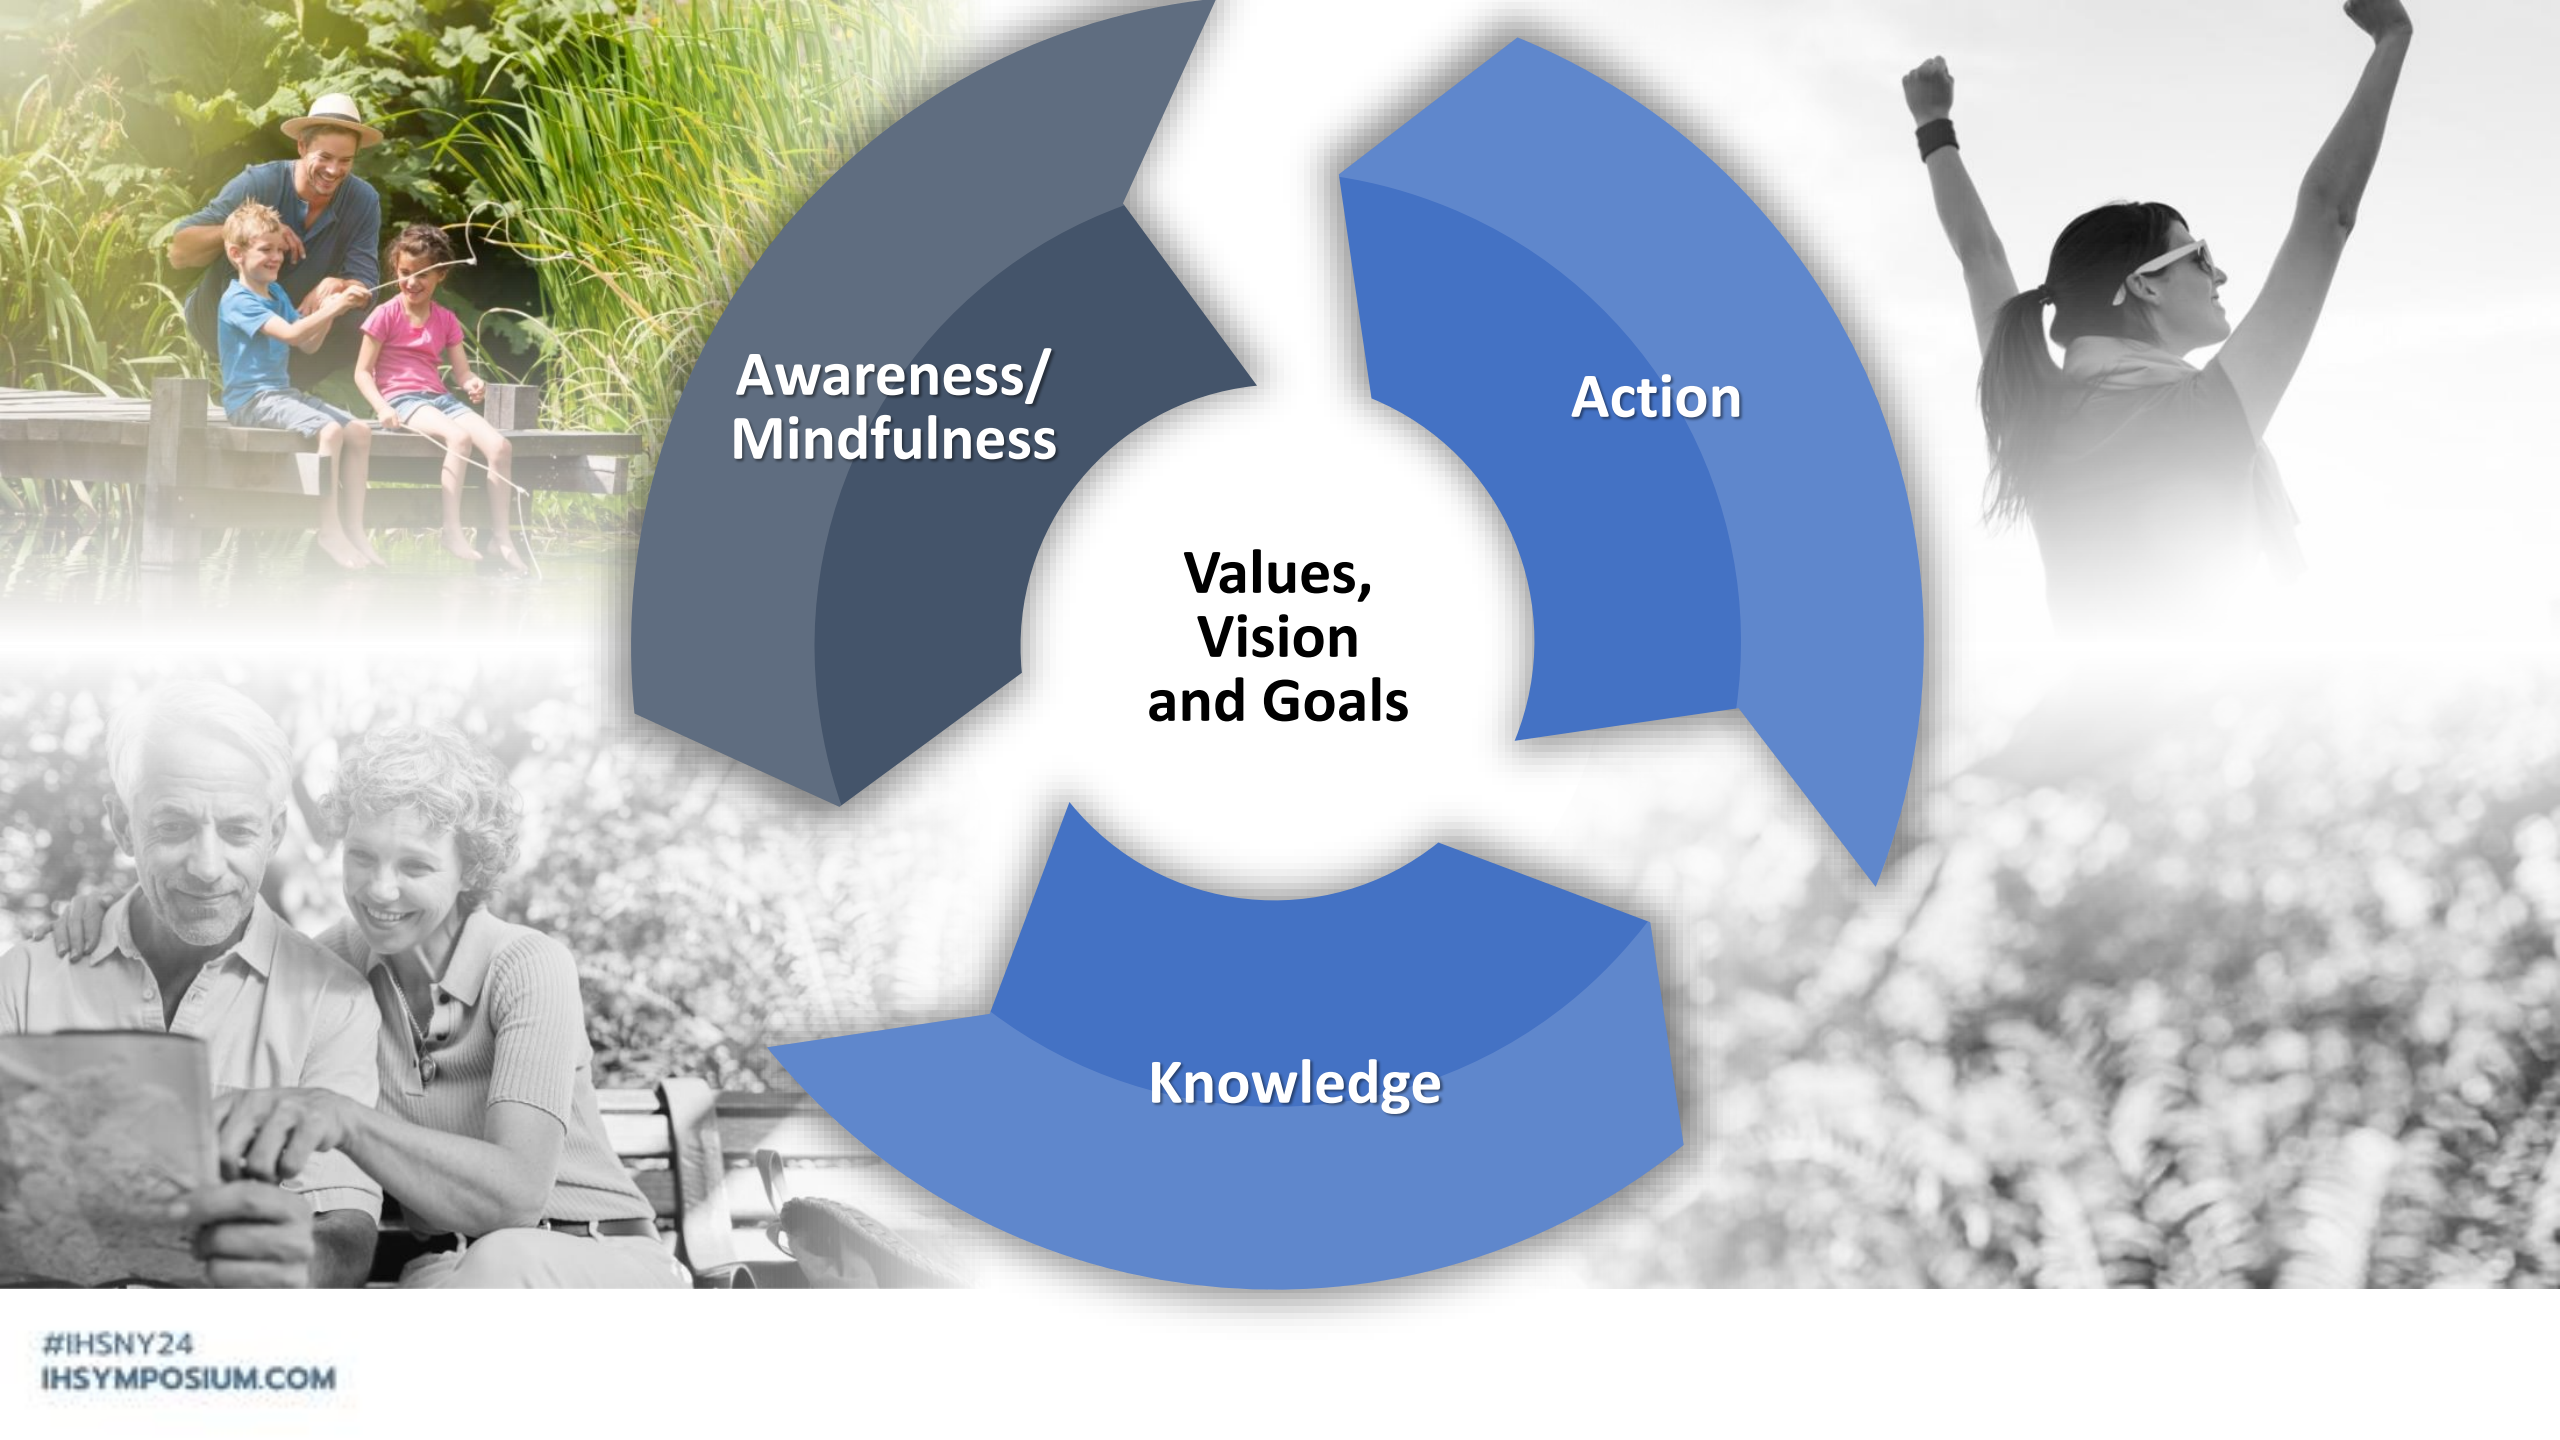 Awareness/
Mindfulness
Action
Values,
Vision
and Goals
Knowledge
#IHSNY24
IHSYMPOSIUM.COM